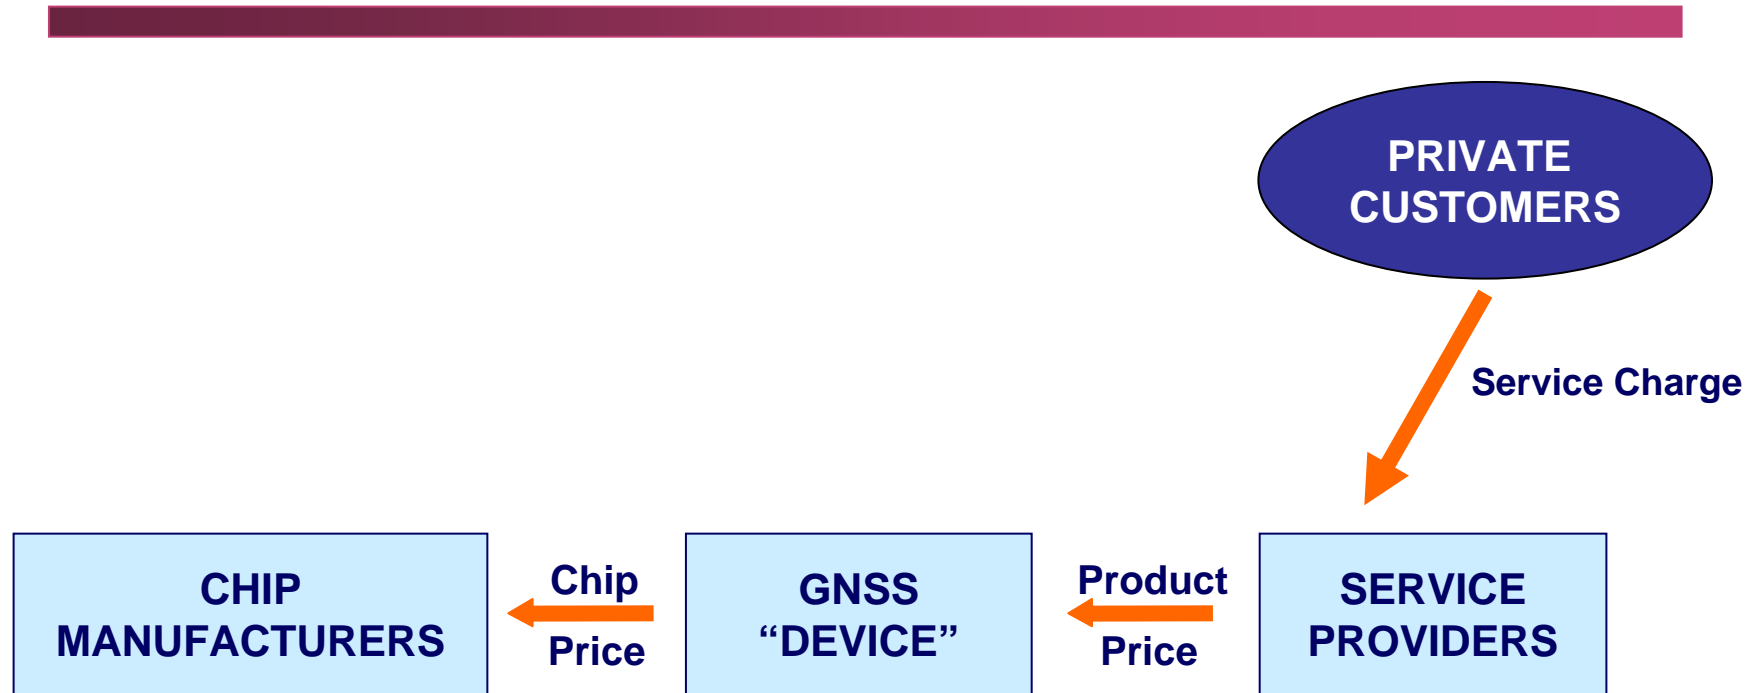 PRIVATE
CUSTOMERS
Service Charge
CHIP
MANUFACTURERS
Chip
Price
GNSS
“DEVICE”
Product
Price
SERVICE
PROVIDERS